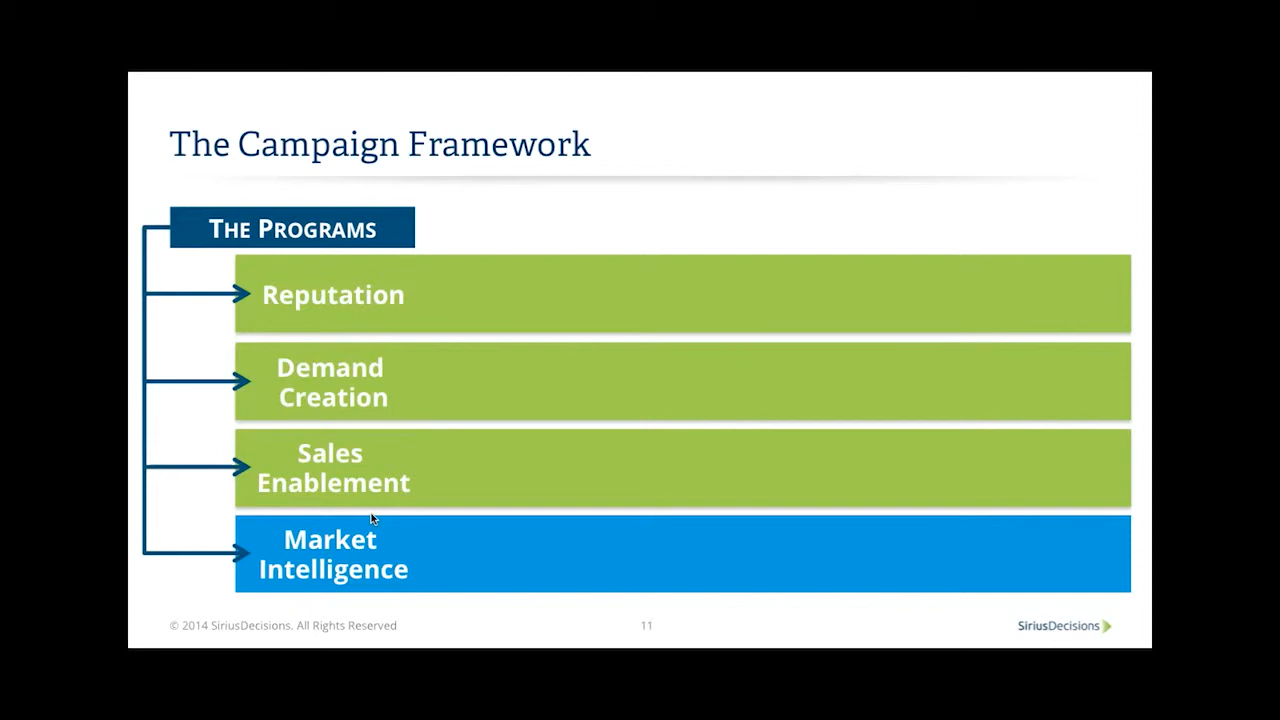 The Campaign Framework
THE PROGRAMS
Reputation
Demand
Creation
Sales
Enablement
Market
Intelligence
© 2014 SiriusDecisions. All Rights Reserved
11
SiriusDecisions